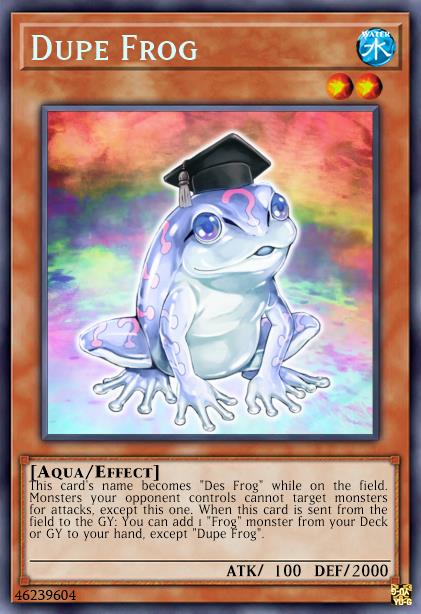 Dupe Frog
WATER
水
[Aqua/Effect]
This card's name becomes "Des Frog" while on the field.
Monsters your opponent controls cannot target monsters
for attacks, except this one. When this card is sent from
the field to the GY: You can add 1 "Frog" monster from your Deck
or GY to your hand, except "Dupe Frog".
ATK/ 100 DEF/2000
46239604